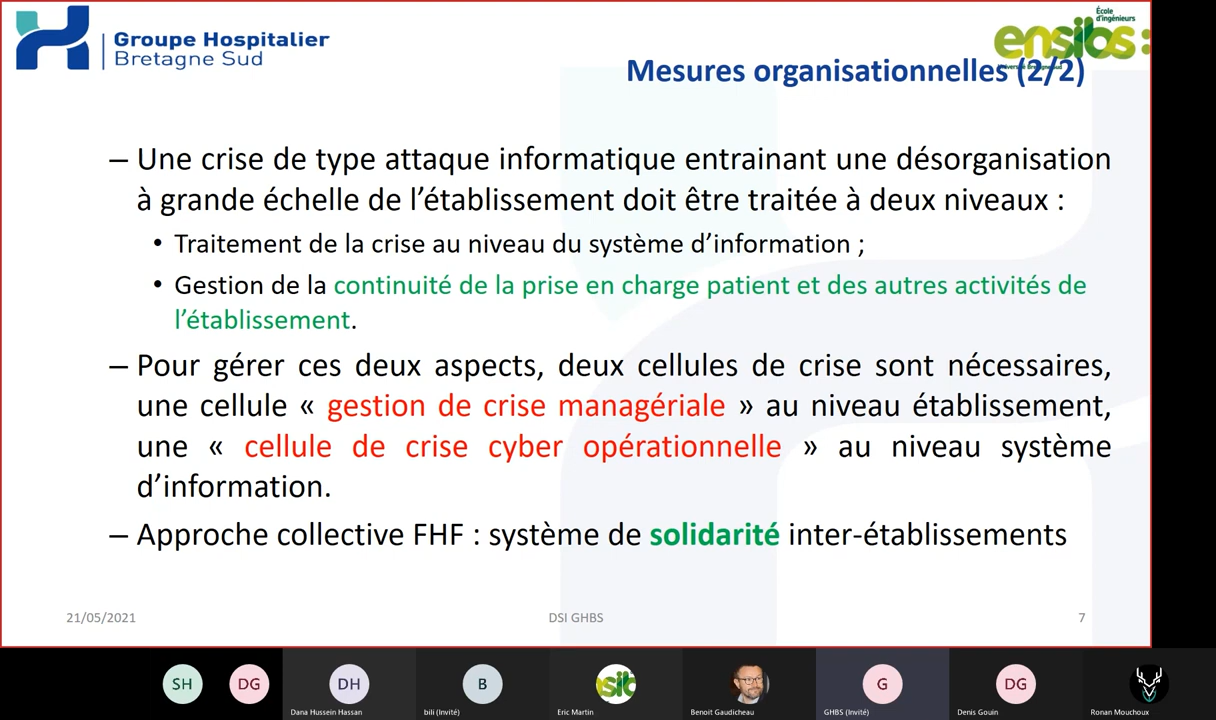 Groupe Hospitalier
Bretagne Sud
École
d'ingénieurs
ensibs
Mesures organisationnelles (2/2)
– Une crise de type attaque informatique entrainant une désorganisation
à grande échelle de l’établissement doit être traitée à deux niveaux :
• Traitement de la crise au niveau du système d’information ;
• Gestion de la continuité de la prise en charge patient et des autres activités de
l’établissement.
– Pour gérer ces deux aspects, deux cellules de crise sont nécessaires,
une cellule « gestion de crise managériale » au niveau établissement,
une « cellule de crise cyber opérationnelle » au niveau système
d’information.
– Approche collective FHF : système de solidarité inter-établissements
21/05/2021
DSI GHBS
7
SH
DG
DH
B
G
DG
Dana Hussein Hassan
bili (Invité)
Eric Martin
Benoit Gaudicheau
GHBS (Invité)
Denis Gouin
Ronan Mouchoux